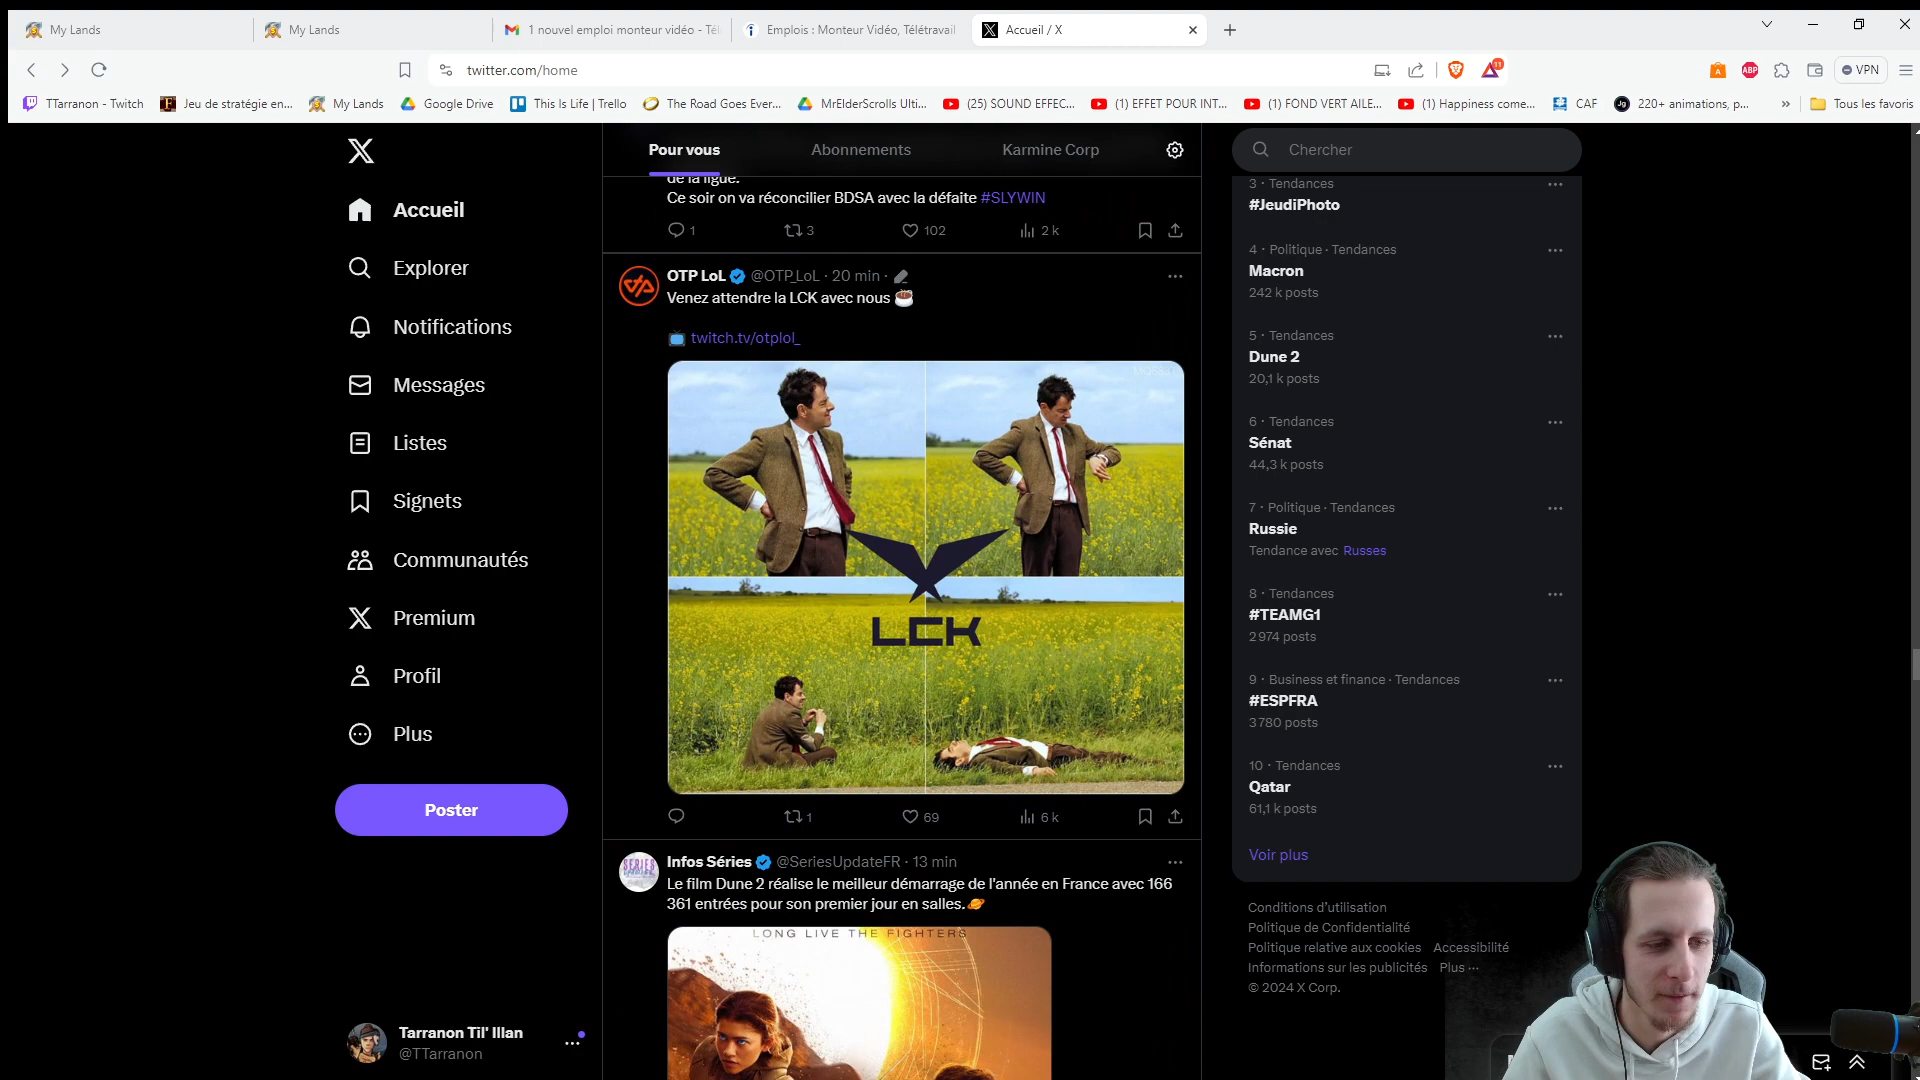 My Lands
My Lands
1 nouvel emploi monteur vidéo - Tél
Emplois : Monteur Vidéo, Télétravail
Accueil / X
twitter.com/home
11
ABP
VPN
TTarranon - Twitch
Jeu de stratégie en...
My Lands
Google Drive
This Is Life | Trello
The Road Goes Ever...
MrElderScrolls Ulti...
(25) SOUND EFFEC...
(1) EFFET POUR INT...
(1) FOND VERT AILE...
(1) Happiness come...
CAF
220+ animations, p...
Tous les favoris
Accueil
Explorer
Notifications
Messages
Listes
Signets
Communautés
Premium
Profil
Plus
Poster
Tarranon Til' Illan
@TTarranon
Pour vous
Abonnements
Karmine Corp
de la ligue.
Ce soir on va réconcilier BDSA avec la défaite #SLYWIN
1
3
102
2 k
OTP LoL @OTP_LoL · 20 min ·
Venez attendre la LCK avec nous
twitch.tv/otplol_
LCK
1
69
6 k
Infos Séries @SeriesUpdateFR · 13 min
Le film Dune 2 réalise le meilleur démarrage de l'année en France avec 166
361 entrées pour son premier jour en salles.
LONG LIVE THE FIGHTERS
Chercher
3 · Tendances
#JeudiPhoto
4 · Politique · Tendances
Macron
242 k posts
5 · Tendances
Dune 2
20,1 k posts
6 · Tendances
Sénat
44,3 k posts
7 · Politique · Tendances
Russie
Tendance avec Russes
8 · Tendances
#TEAMG1
2 974 posts
9 · Business et finance · Tendances
#ESPFRA
3 780 posts
10 · Tendances
Qatar
61,1 k posts
Voir plus
Conditions d'utilisation
Politique de Confidentialité
Politique relative aux cookies Accessibilité
Informations sur les publicités Plus ...
© 2024 X Corp.